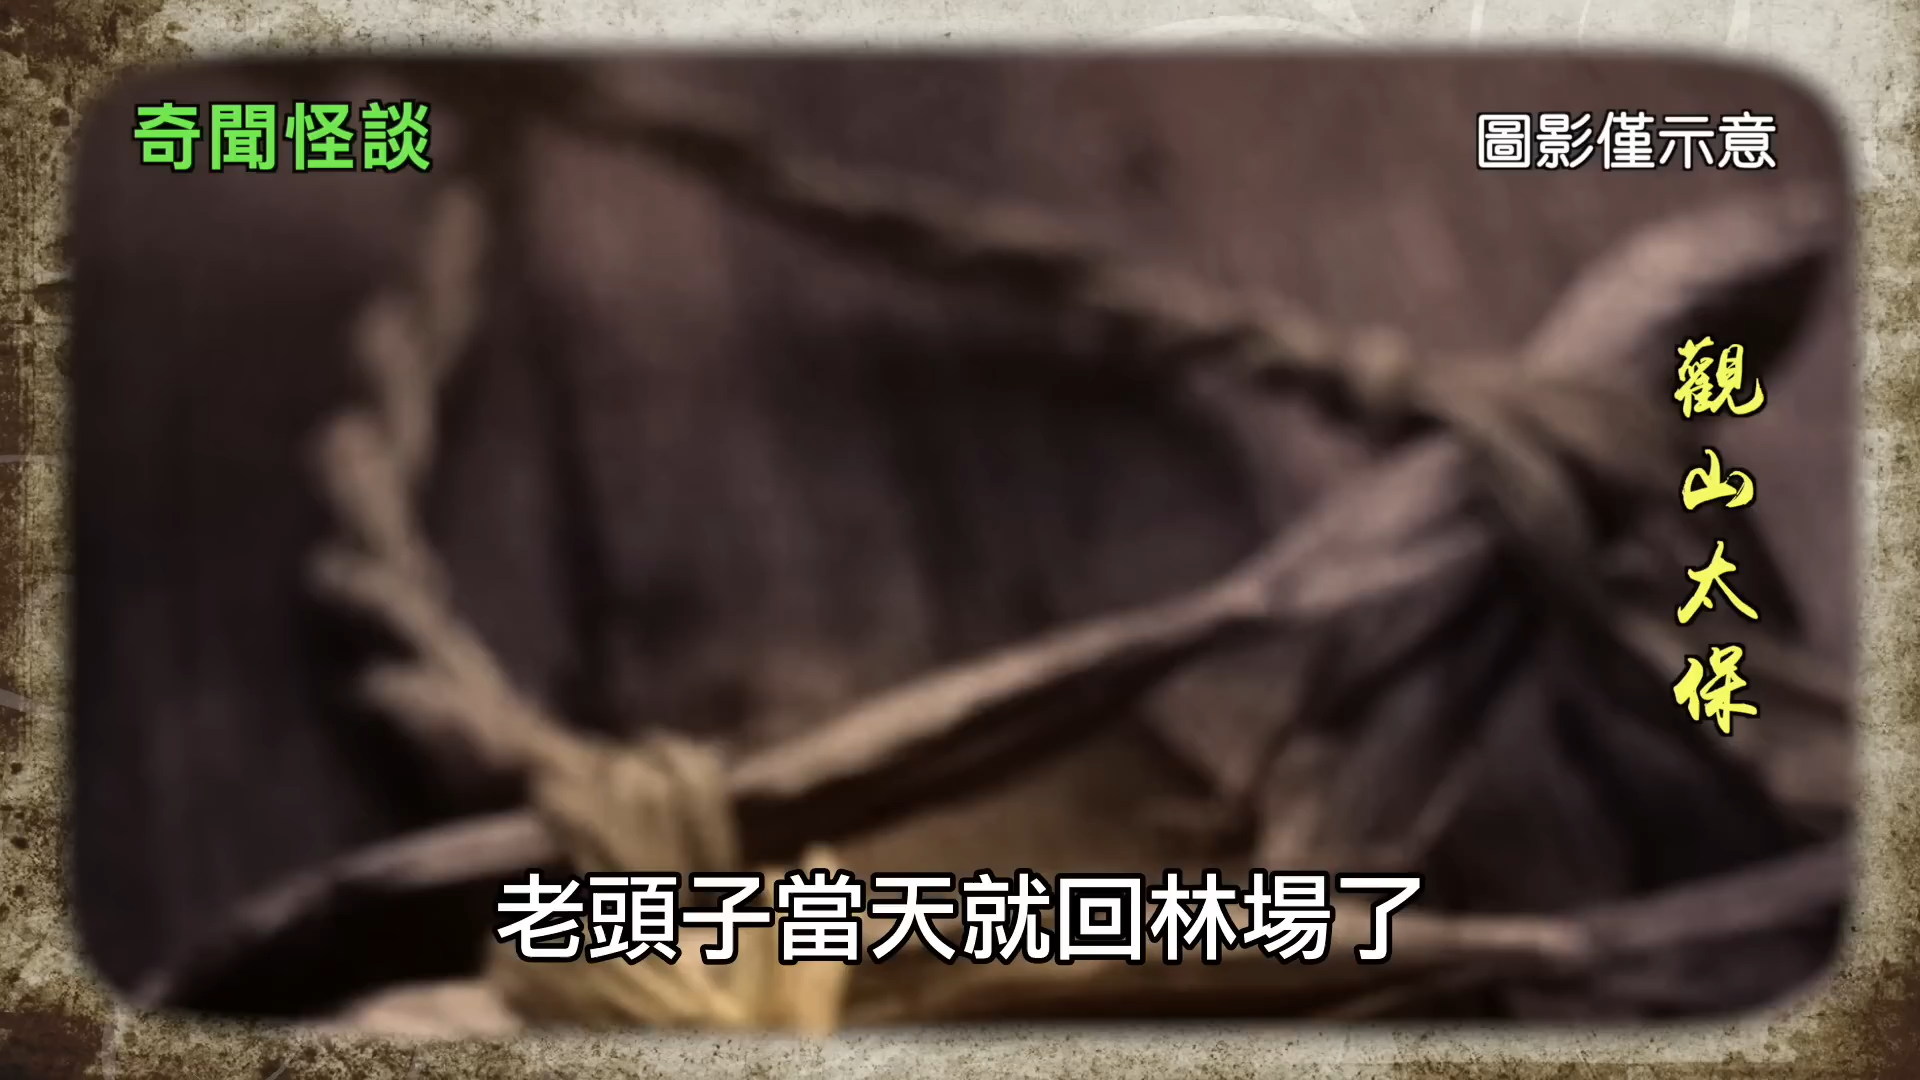 奇聞怪談
圖影僅示意
觀山太保
老頭子當天就回林場了